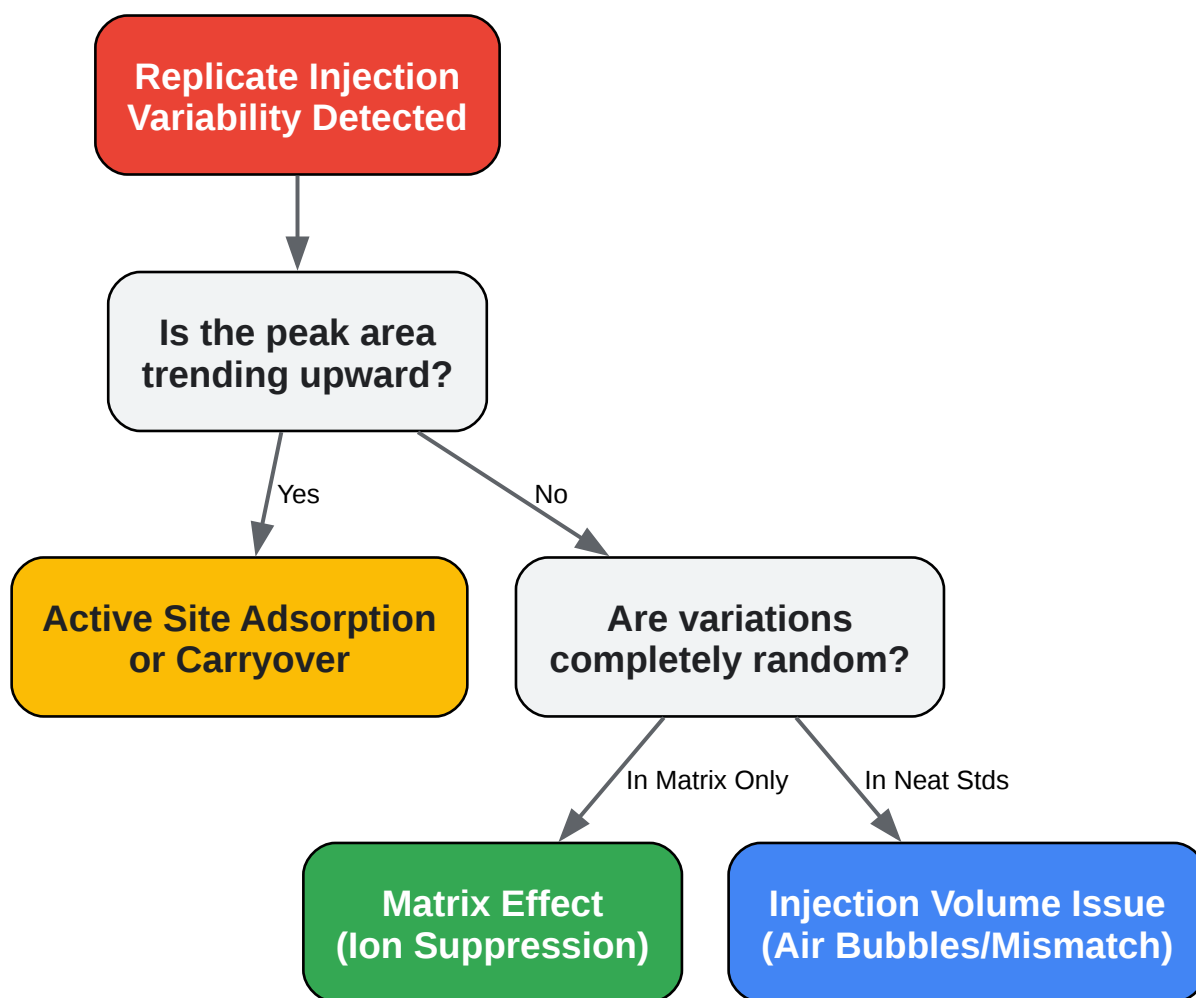 Replicate Injection
Variability Detected
Is the peak area
trending upward?
Yes
No
Active Site Adsorption
or Carryover
Are variations
completely random?
In Matrix Only
In Neat Stds
Matrix Effect
(Ion Suppression)
Injection Volume Issue
(Air Bubbles/Mismatch)